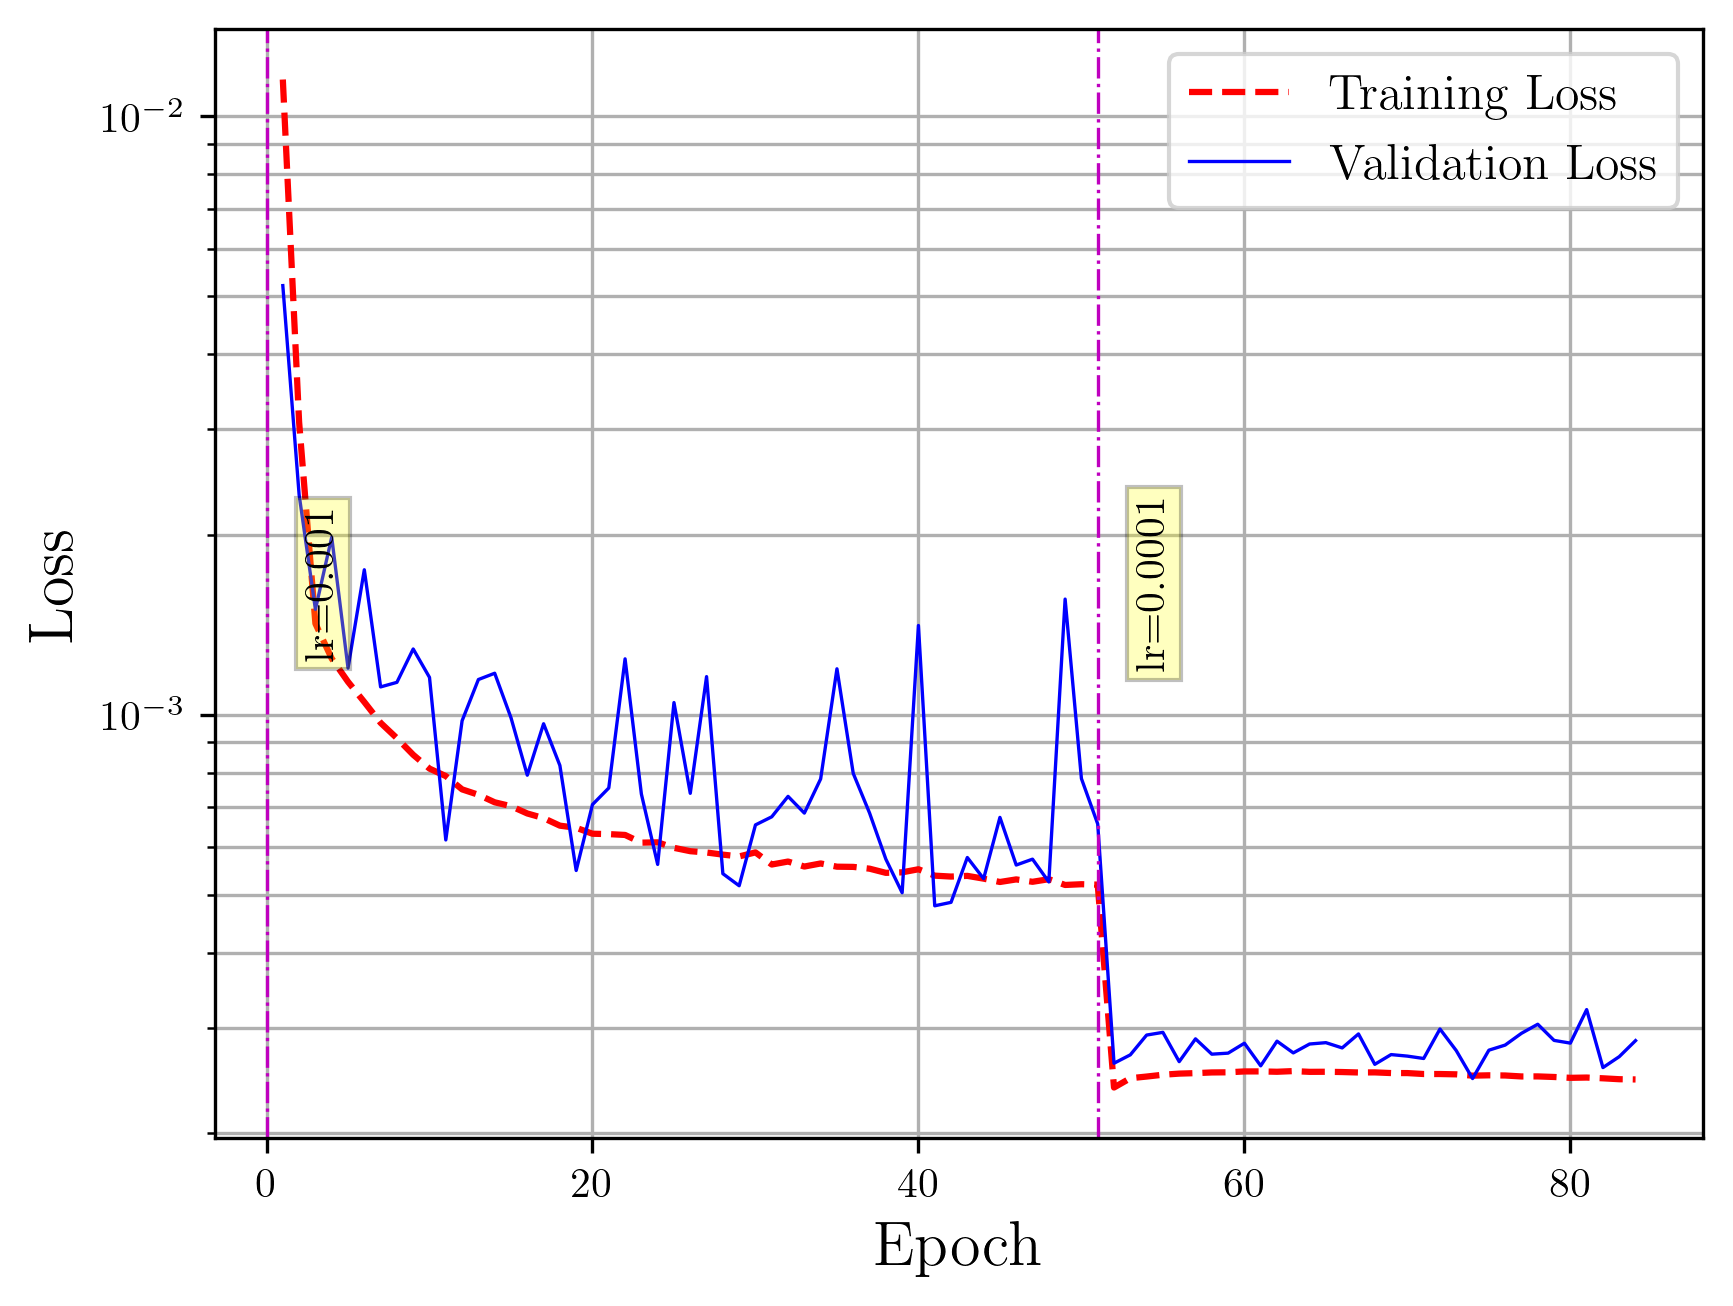 Training Loss
Validation Loss
10⁻²
10⁻³
Loss
lr=0.001
lr=0.0001
0 20 40 60 80
Epoch